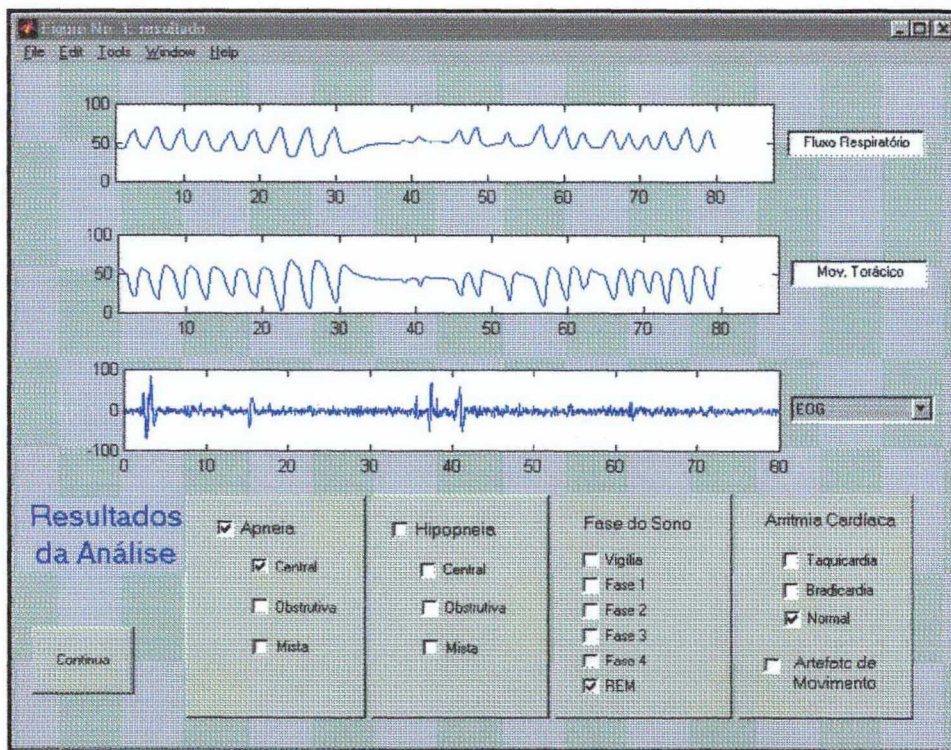 Figure No. 1: resultado
File Edit Tools Window Help
100
50
0
10 20 30 40 50 60 70 80
Fluxo Respiratório
100
50
0
10 20 30 40 50 60 70 80
Mov. Torácico
100
0
-100
0 10 20 30 40 50 60 70 80
EOG
Resultados
da Análise
Continua
Apneia
Central
Obstrutiva
Mista
Hipopneia
Central
Obstrutiva
Mista
Fase do Sono
Vigília
Fase 1
Fase 2
Fase 3
Fase 4
REM
Arritmia Cardíaca
Taquicardia
Bradicardia
Normal
Artefato de
Movimento